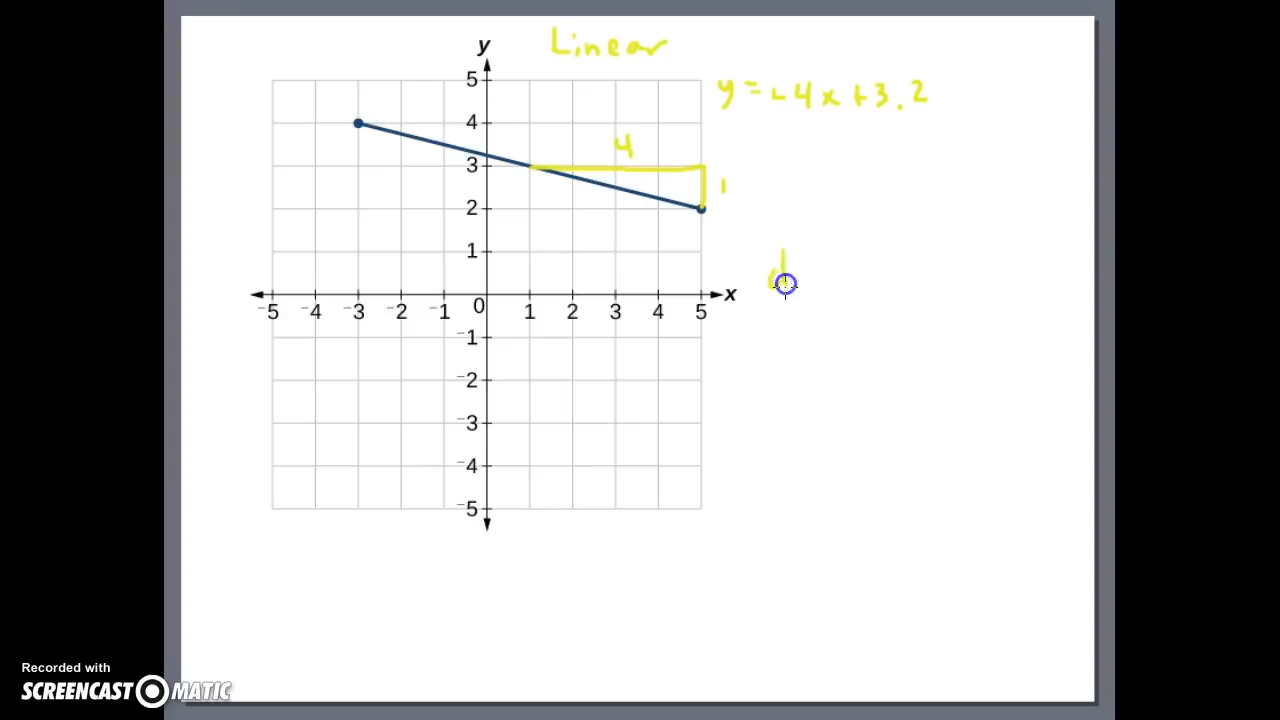 y
Linear
y = -4x + 3.2
5
4
4
3
1
2
1
d
0
x
-5 -4 -3 -2 -1 1 2 3 4 5
-1
-2
-3
-4
-5
Recorded with
SCREENCAST O MATIC